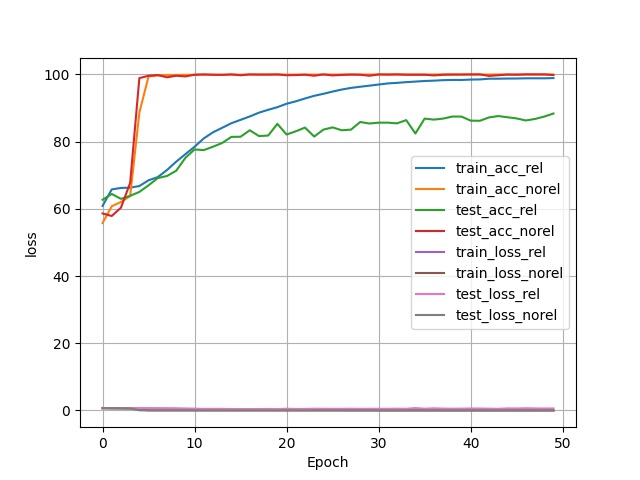 100
80
60
40
20
0
loss
train_acc_rel
train_acc_norel
test_acc_rel
test_acc_norel
train_loss_rel
train_loss_norel
test_loss_rel
test_loss_norel
0 10 20 30 40 50
Epoch